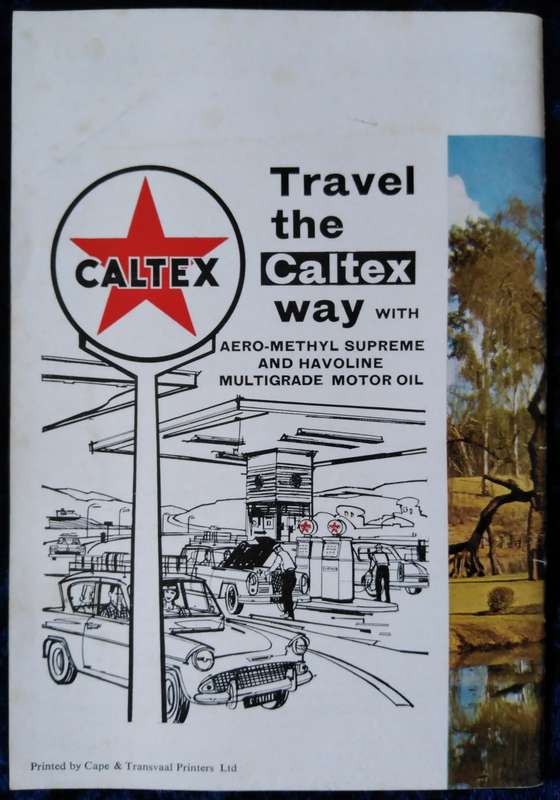 CALTEX
Travel
the
Caltex
way WITH
AERO-METHYL SUPREME
AND HAVOLINE
MULTIGRADE MOTOR OIL
Printed by Cape & Transvaal Printers Ltd